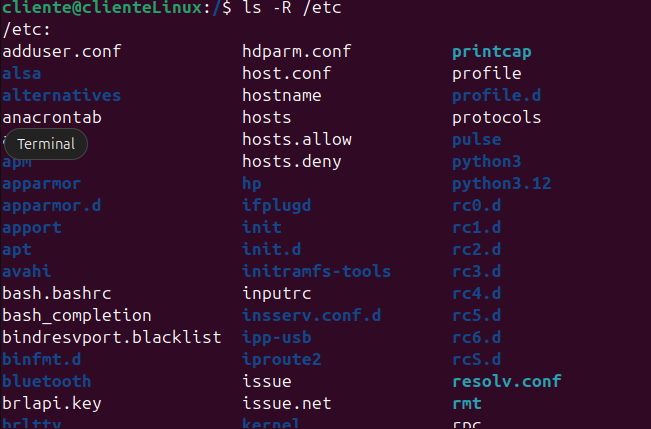 cliente@clienteLinux:/$ ls -R /etc
/etc:
adduser.conf hdparm.conf printcap
alsa host.conf profile
alternatives hostname profile.d
anacrontab hosts protocols
Terminal hosts.allow pulse
apm hosts.deny python3
apparmor hp python3.12
apparmor.d ifplugd rc0.d
apport init rc1.d
apt init.d rc2.d
avahi initramfs-tools rc3.d
bash.bashrc inputrc rc4.d
bash_completion insserv.conf.d rc5.d
bindresvport.blacklist ipp-usb rc6.d
binfmt.d iproute2 rcS.d
bluetooth issue resolv.conf
brlapi.key issue.net rmt
brltty kernel rpc